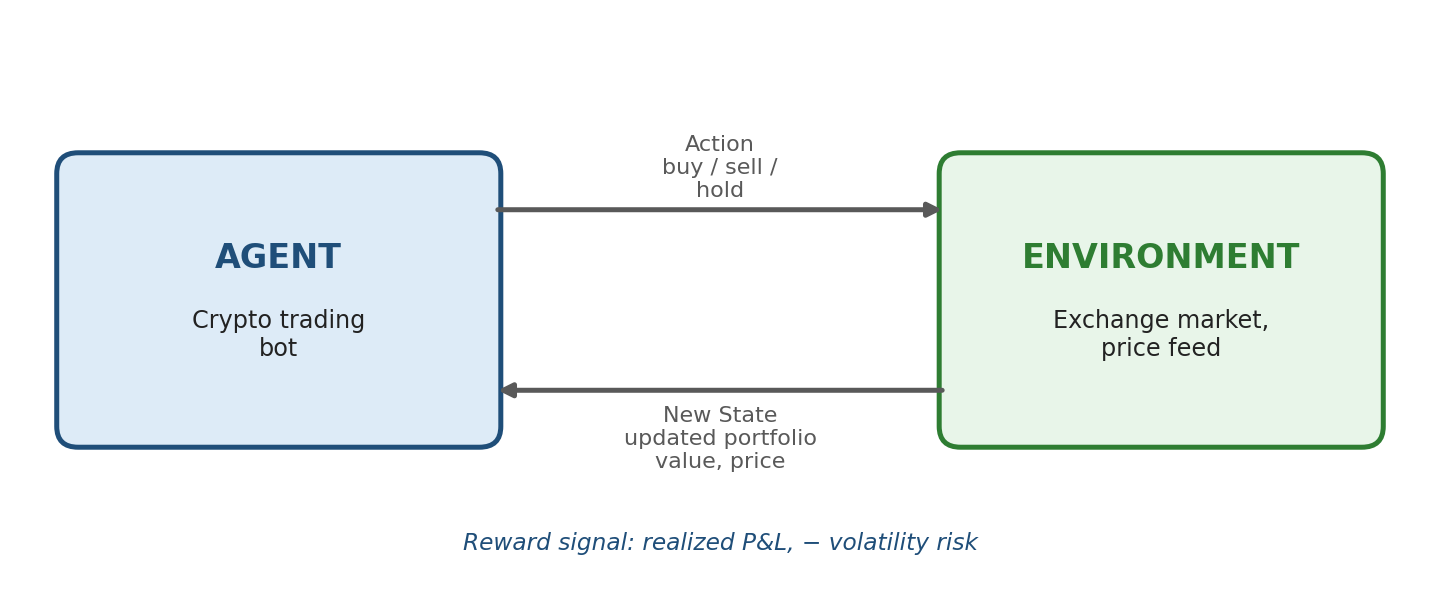 Action
buy / sell /
hold
AGENT
Crypto trading
bot
ENVIRONMENT
Exchange market,
price feed
New State
updated portfolio
value, price
Reward signal: realized P&L, − volatility risk